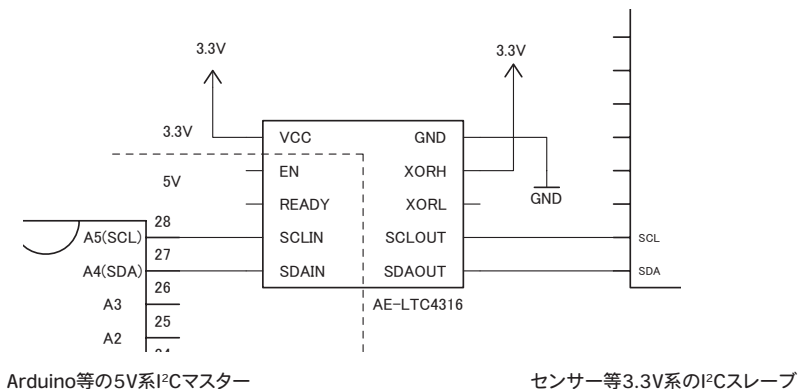 3.3V
3.3V
3.3V
VCC
GND
EN
XORH
5V
GND
READY
XORL
28
A5(SCL)
SCLIN
SCLOUT
SCL
27
A4(SDA)
SDAIN
SDAOUT
SDA
26
A3
AE-LTC4316
25
A2
Arduino等の5V系I²Cマスター
センサー等3.3V系のI²Cスレーブ